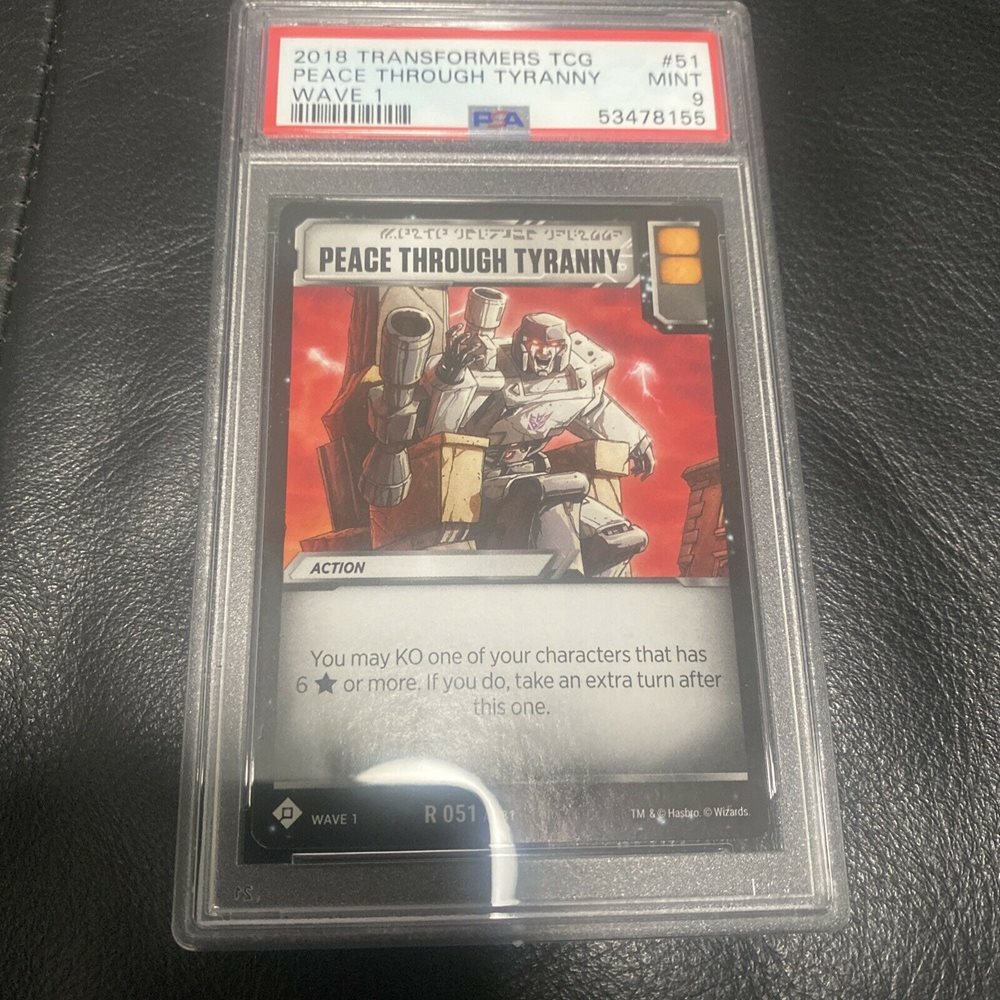 2018 TRANSFORMERS TCG #51
PEACE THROUGH TYRANNY MINT
WAVE 1 9
PSA 53478155
PEACE THROUGH TYRANNY
ACTION
You may KO one of your characters that has
6 ★ or more. If you do, take an extra turn after
this one.
WAVE 1 R 051 TM & © Hasbro. © Wizards